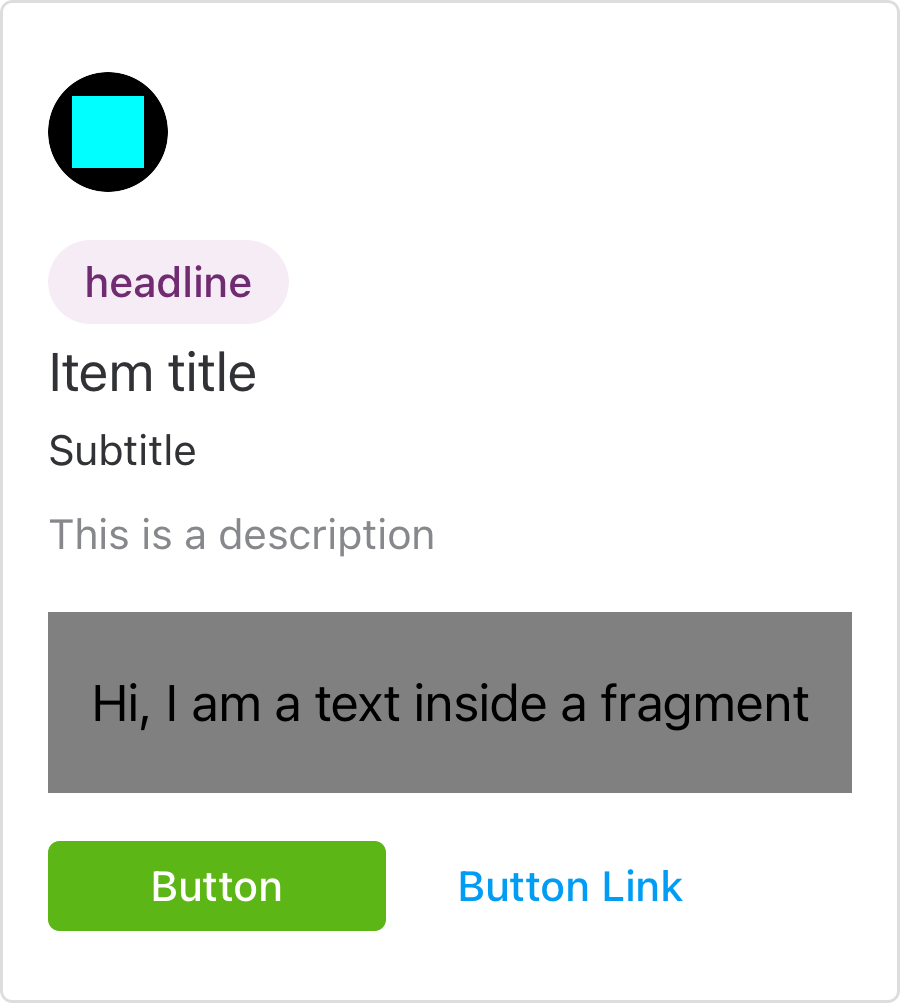 headline
Item title
Subtitle
This is a description
Hi, I am a text inside a fragment
Button
Button Link